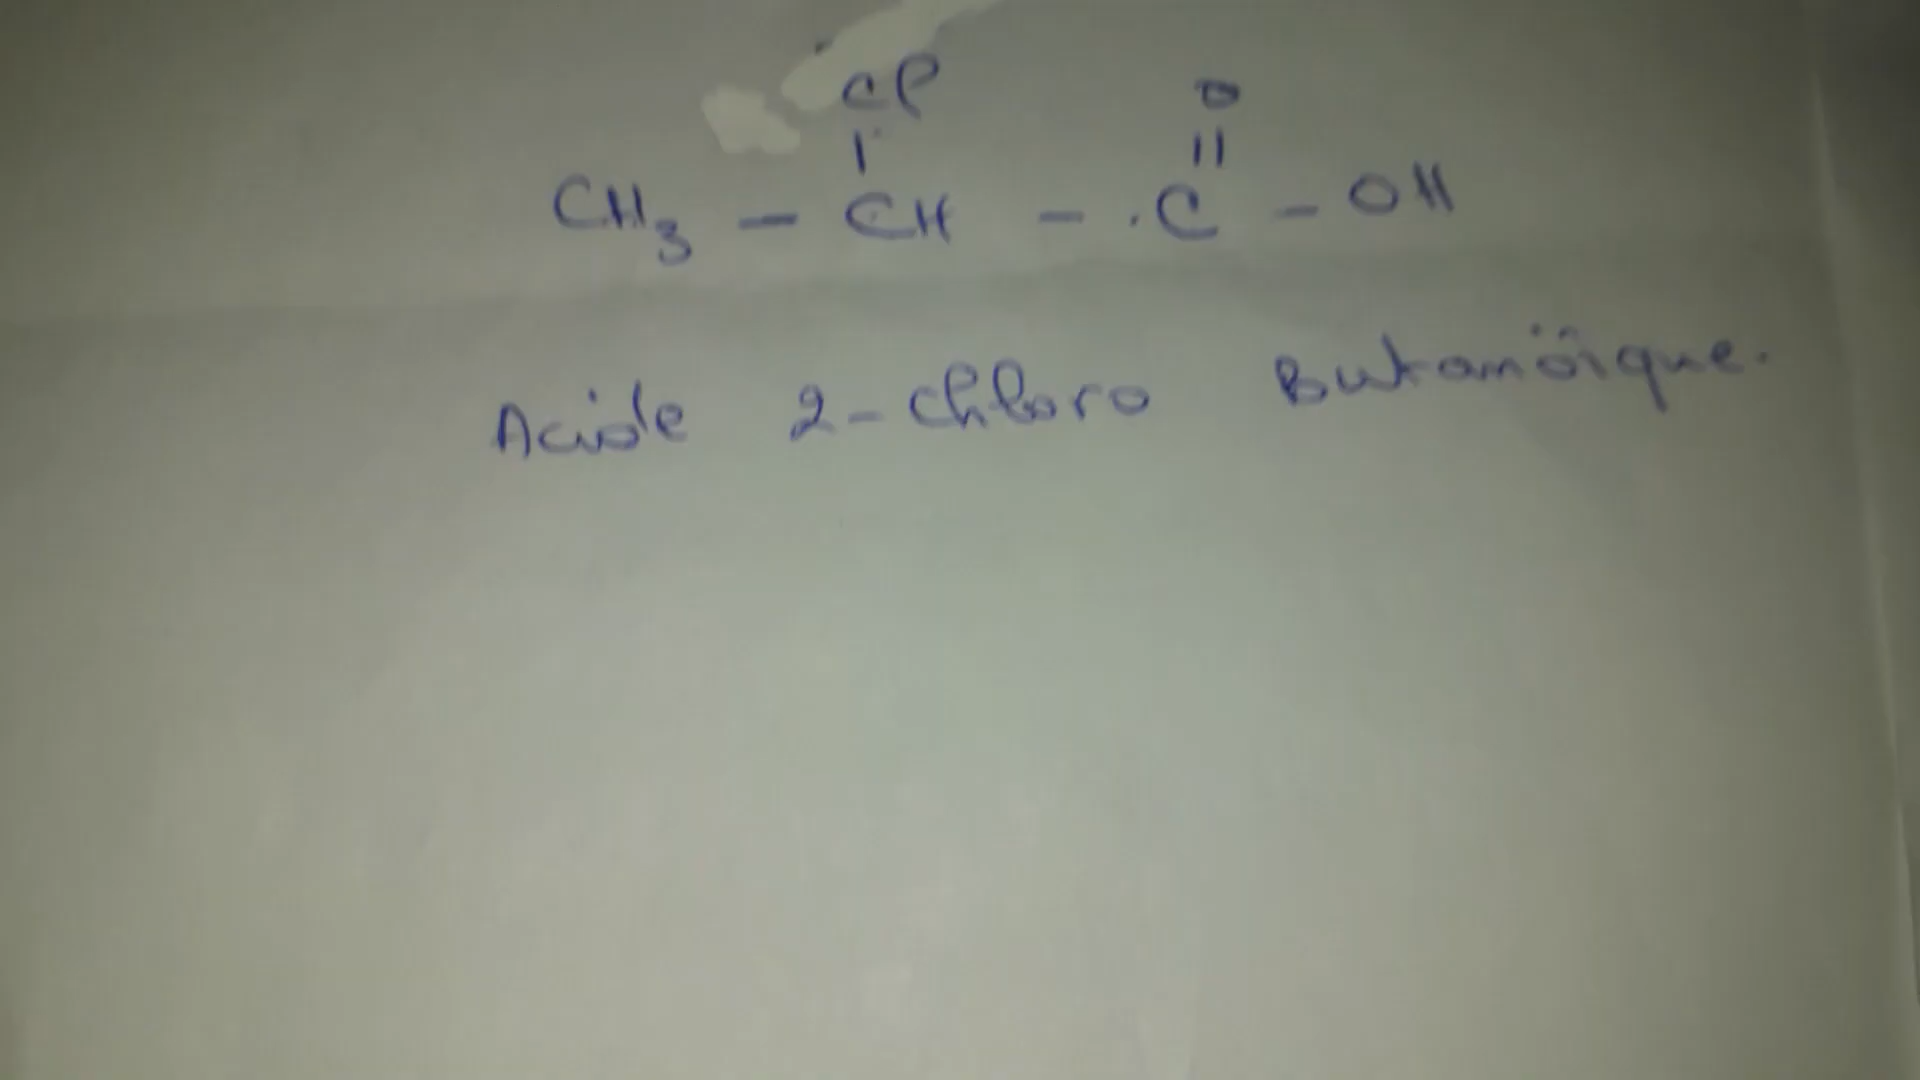 Cl O
CH₃ - CH - C - OH
Acide 2-chloro Butanoïque.